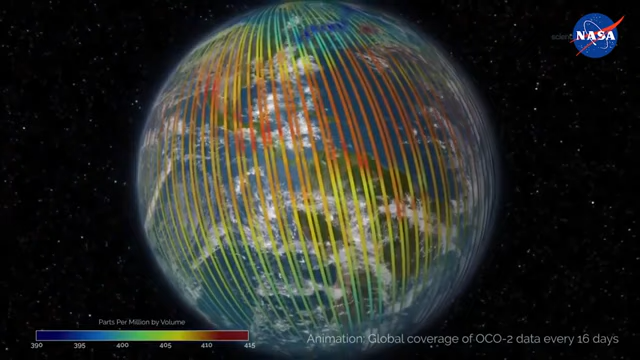 NASA
Parts Per Million by Volume
390 395 400 405 410 415
Animation: Global coverage of OCO-2 data every 16 days